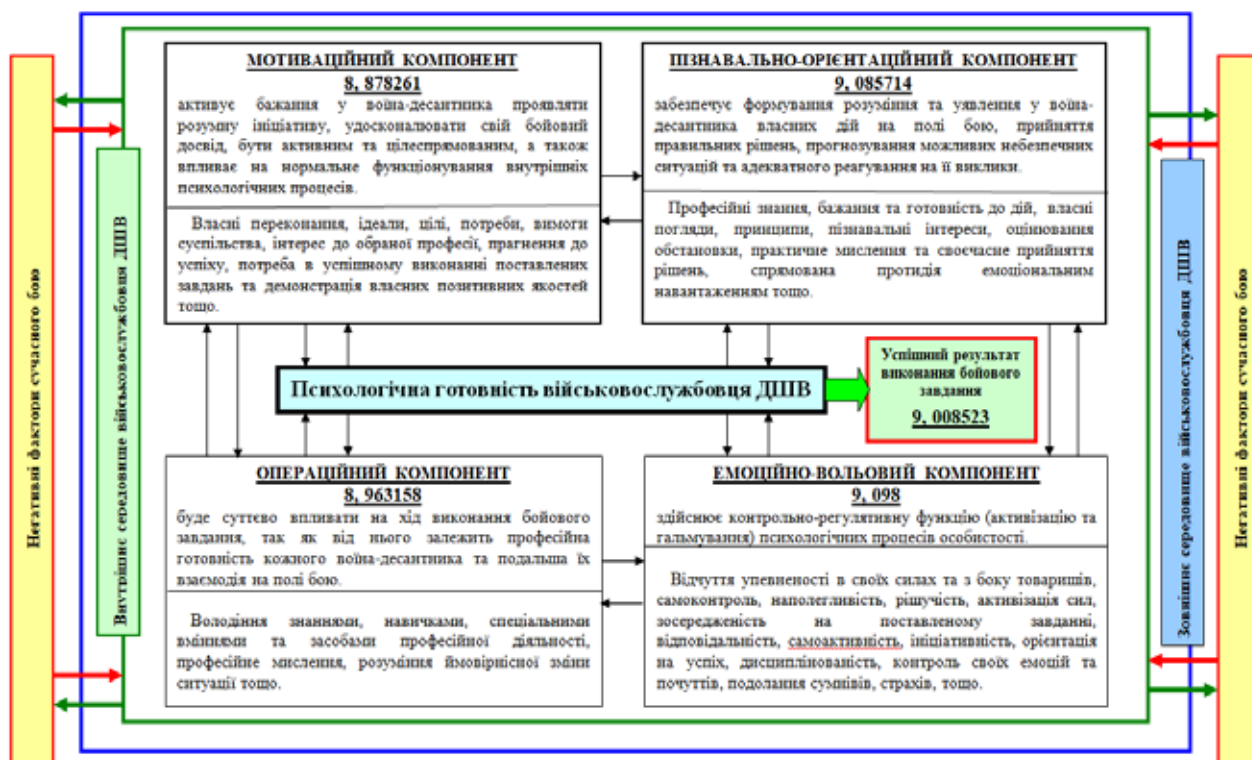 Негативні фактори сучасного бою
Внутрішнє середовище військовослужбовця ДШВ
МОТИВАЦІЙНИЙ КОМПОНЕНТ
8, 878261
активує бажання у воїна-десантника проявляти
розумну ініціативу, удосконалювати свій бойовий
досвід, бути активним та цілеспрямованим, а також
впливає на нормальне функціонування внутрішніх
психологічних процесів.
Власні переконання, ідеали, цілі, потреби, вимоги
суспільства, інтерес до обраної професії, прагнення до
успіху, потреба в успішному виконанні поставлених
завдань та демонстрація власних позитивних якостей
тощо.
ПІЗНАВАЛЬНО-ОРІЄНТАЦІЙНИЙ КОМПОНЕНТ
9, 085714
забезпечує формування розуміння та уявлення у воїна-
десантника власних дій на полі бою, прийняття
правильних рішень, прогнозування можливих небезпечних
ситуацій та адекватного реагування на її виклики.
Професійні знання, бажання та готовність до дій, власні
погляди, принципи, пізнавальні інтереси, оцінювання
обстановки, практичне мислення та своєчасне прийняття
рішень, спрямована протидія емоціональним
навантаженням тощо.
Психологічна готовність військовослужбовця ДШВ
Успішний результат
виконання бойового
завдання
9, 008523
ОПЕРАЦІЙНИЙ КОМПОНЕНТ
8, 963158
буде суттєво впливати на хід виконання бойового
завдання, так як від нього залежить професійна
готовність кожного воїна-десантника та подальша їх
взаємодія на полі бою.
Володіння знаннями, навичками, спеціальними
вміннями та засобами професійної діяльності,
професійне мислення, розуміння ймовірнісної зміни
ситуації тощо.
ЕМОЦІЙНО-ВОЛЬОВИЙ КОМПОНЕНТ
9, 098
здійснює контрольно-регулятивну функцію (активізацію та
гальмування) психологічних процесів особистості.
Відчуття упевненості в своїх силах та з боку товаришів,
самоконтроль, наполегливість, рішучість, активізація сил,
зосередженість на поставленому завданні,
відповідальність, самоактивність, ініціативність, орієнтація
на успіх, дисциплінованість, контроль своїх емоцій та
почуттів, подолання сумнівів, страхів, тощо.
Зовнішнє середовище військовослужбовця ДШВ
Негативні фактори сучасного бою